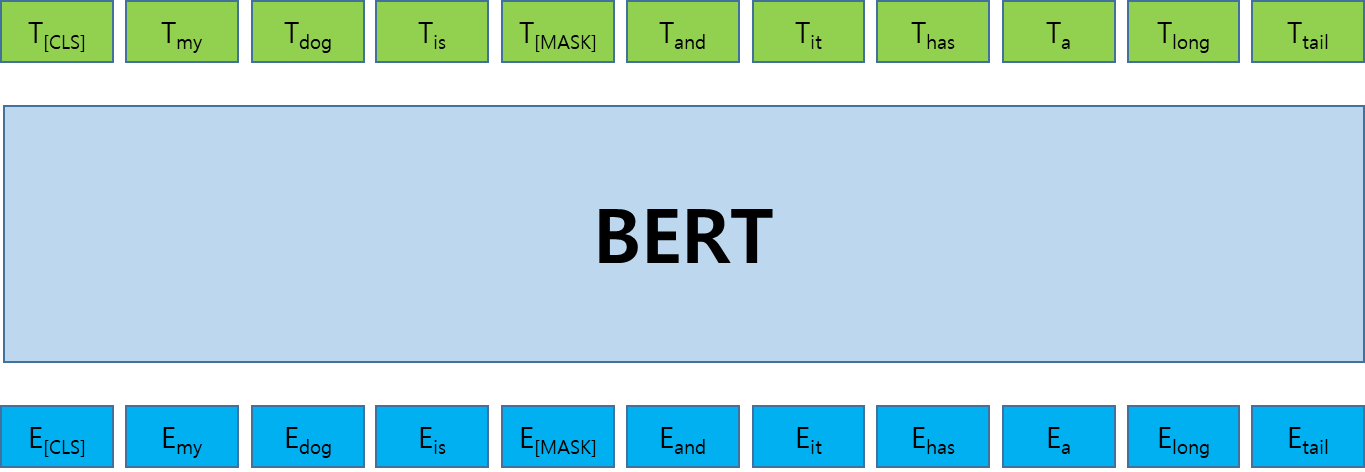 T[CLS] Tmy Tdog Tis T[MASK] Tand Tit Thas Ta Tlong Ttail
BERT
E[CLS] Emy Edog Eis E[MASK] Eand Eit Ehas Ea Elong Etail